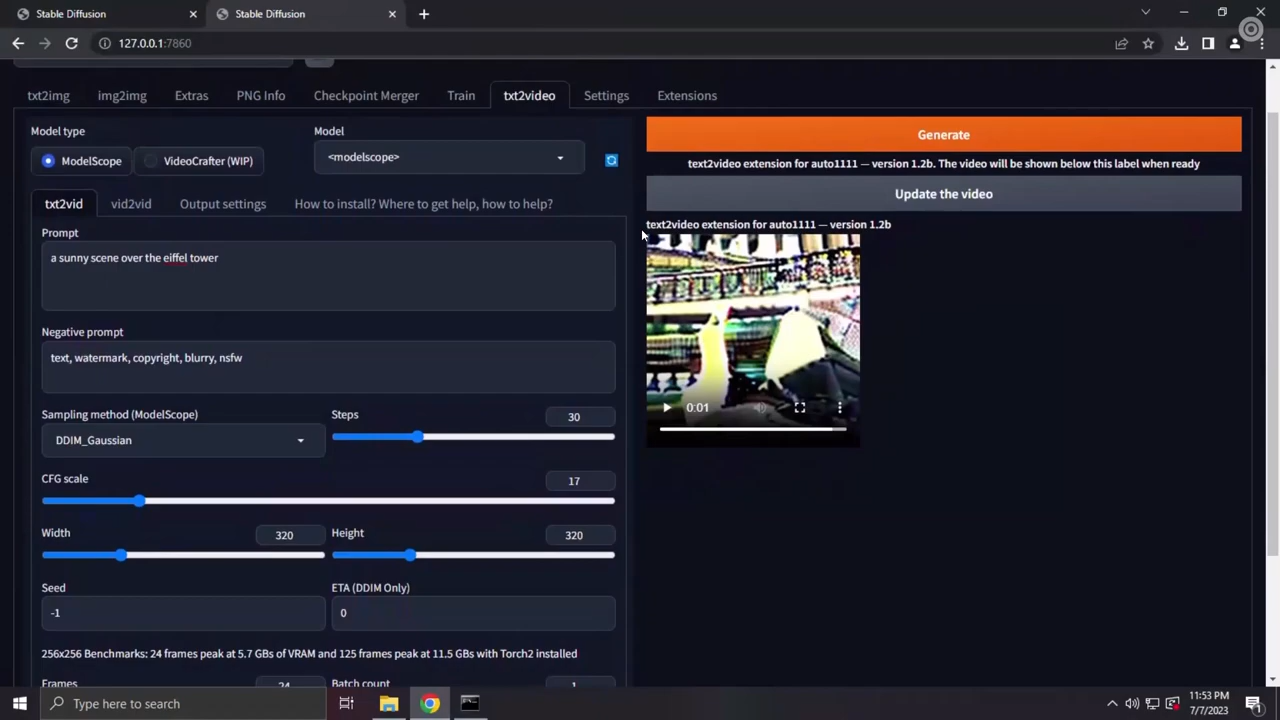 Stable Diffusion
Stable Diffusion
127.0.0.1:7860
txt2img
img2img
Extras
PNG Info
Checkpoint Merger
Train
txt2video
Settings
Extensions
Model type
ModelScope
VideoCrafter (WIP)
Model
<modelscope>
Generate
text2video extension for auto1111 — version 1.2b. The video will be shown below this label when ready
Update the video
txt2vid
vid2vid
Output settings
How to install? Where to get help, how to help?
text2video extension for auto1111 — version 1.2b
Prompt
a sunny scene over the eiffel tower
Negative prompt
text, watermark, copyright, blurry, nsfw
Sampling method (ModelScope)
DDIM_Gaussian
Steps
30
0:01
CFG scale
17
Width
320
Height
320
Seed
-1
ETA (DDIM Only)
0
256x256 Benchmarks: 24 frames peak at 5.7 GBs of VRAM and 125 frames peak at 11.5 GBs with Torch2 installed
Frames
24
Batch count
1
Type here to search
11:53 PM
7/7/2023
1